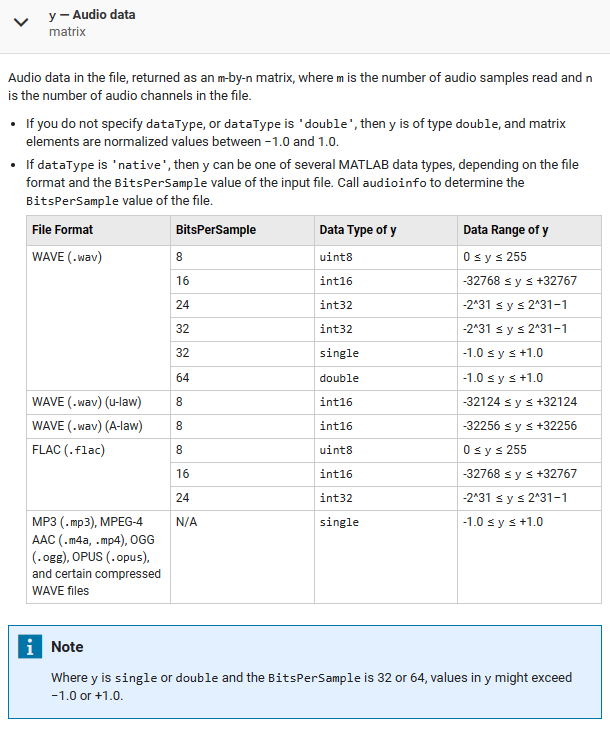 y — Audio data
matrix
Audio data in the file, returned as an m-by-n matrix, where m is the number of audio samples read and n
is the number of audio channels in the file.
• If you do not specify dataType, or dataType is 'double', then y is of type double, and matrix
elements are normalized values between −1.0 and 1.0.
• If dataType is 'native', then y can be one of several MATLAB data types, depending on the file
format and the BitsPerSample value of the input file. Call audioinfo to determine the
BitsPerSample value of the file.
File Format BitsPerSample Data Type of y Data Range of y
WAVE (.wav) 8 uint8 0 ≤ y ≤ 255
16 int16 -32768 ≤ y ≤ +32767
24 int32 -2^31 ≤ y ≤ 2^31–1
32 int32 -2^31 ≤ y ≤ 2^31–1
32 single -1.0 ≤ y ≤ +1.0
64 double -1.0 ≤ y ≤ +1.0
WAVE (.wav) (u-law) 8 int16 -32124 ≤ y ≤ +32124
WAVE (.wav) (A-law) 8 int16 -32256 ≤ y ≤ +32256
FLAC (.flac) 8 uint8 0 ≤ y ≤ 255
16 int16 -32768 ≤ y ≤ +32767
24 int32 -2^31 ≤ y ≤ 2^31–1
MP3 (.mp3), MPEG-4 N/A single -1.0 ≤ y ≤ +1.0
AAC (.m4a, .mp4), OGG
(.ogg), OPUS (.opus),
and certain compressed
WAVE files
i Note
Where y is single or double and the BitsPerSample is 32 or 64, values in y might exceed
−1.0 or +1.0.